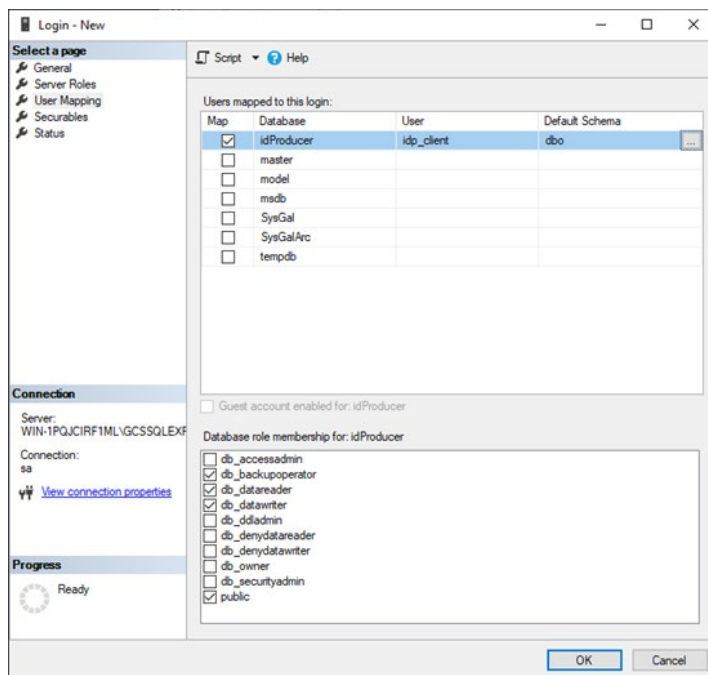 Login - New
Select a page
General
Server Roles
User Mapping
Securables
Status
Script
Help
Users mapped to this login:
Map Database User Default Schema
idProducer idp_client dbo ...
master
model
msdb
SysGal
SysGalArc
tempdb
Guest account enabled for: idProducer
Database role membership for: idProducer
db_accessadmin
db_backupoperator
db_datareader
db_datawriter
db_ddladmin
db_denydatareader
db_denydatawriter
db_owner
db_securityadmin
public
Connection
Server:
WIN-1PQJCIRF1ML\GCSSQLEXF
Connection:
sa
View connection properties
Progress
Ready
OK Cancel